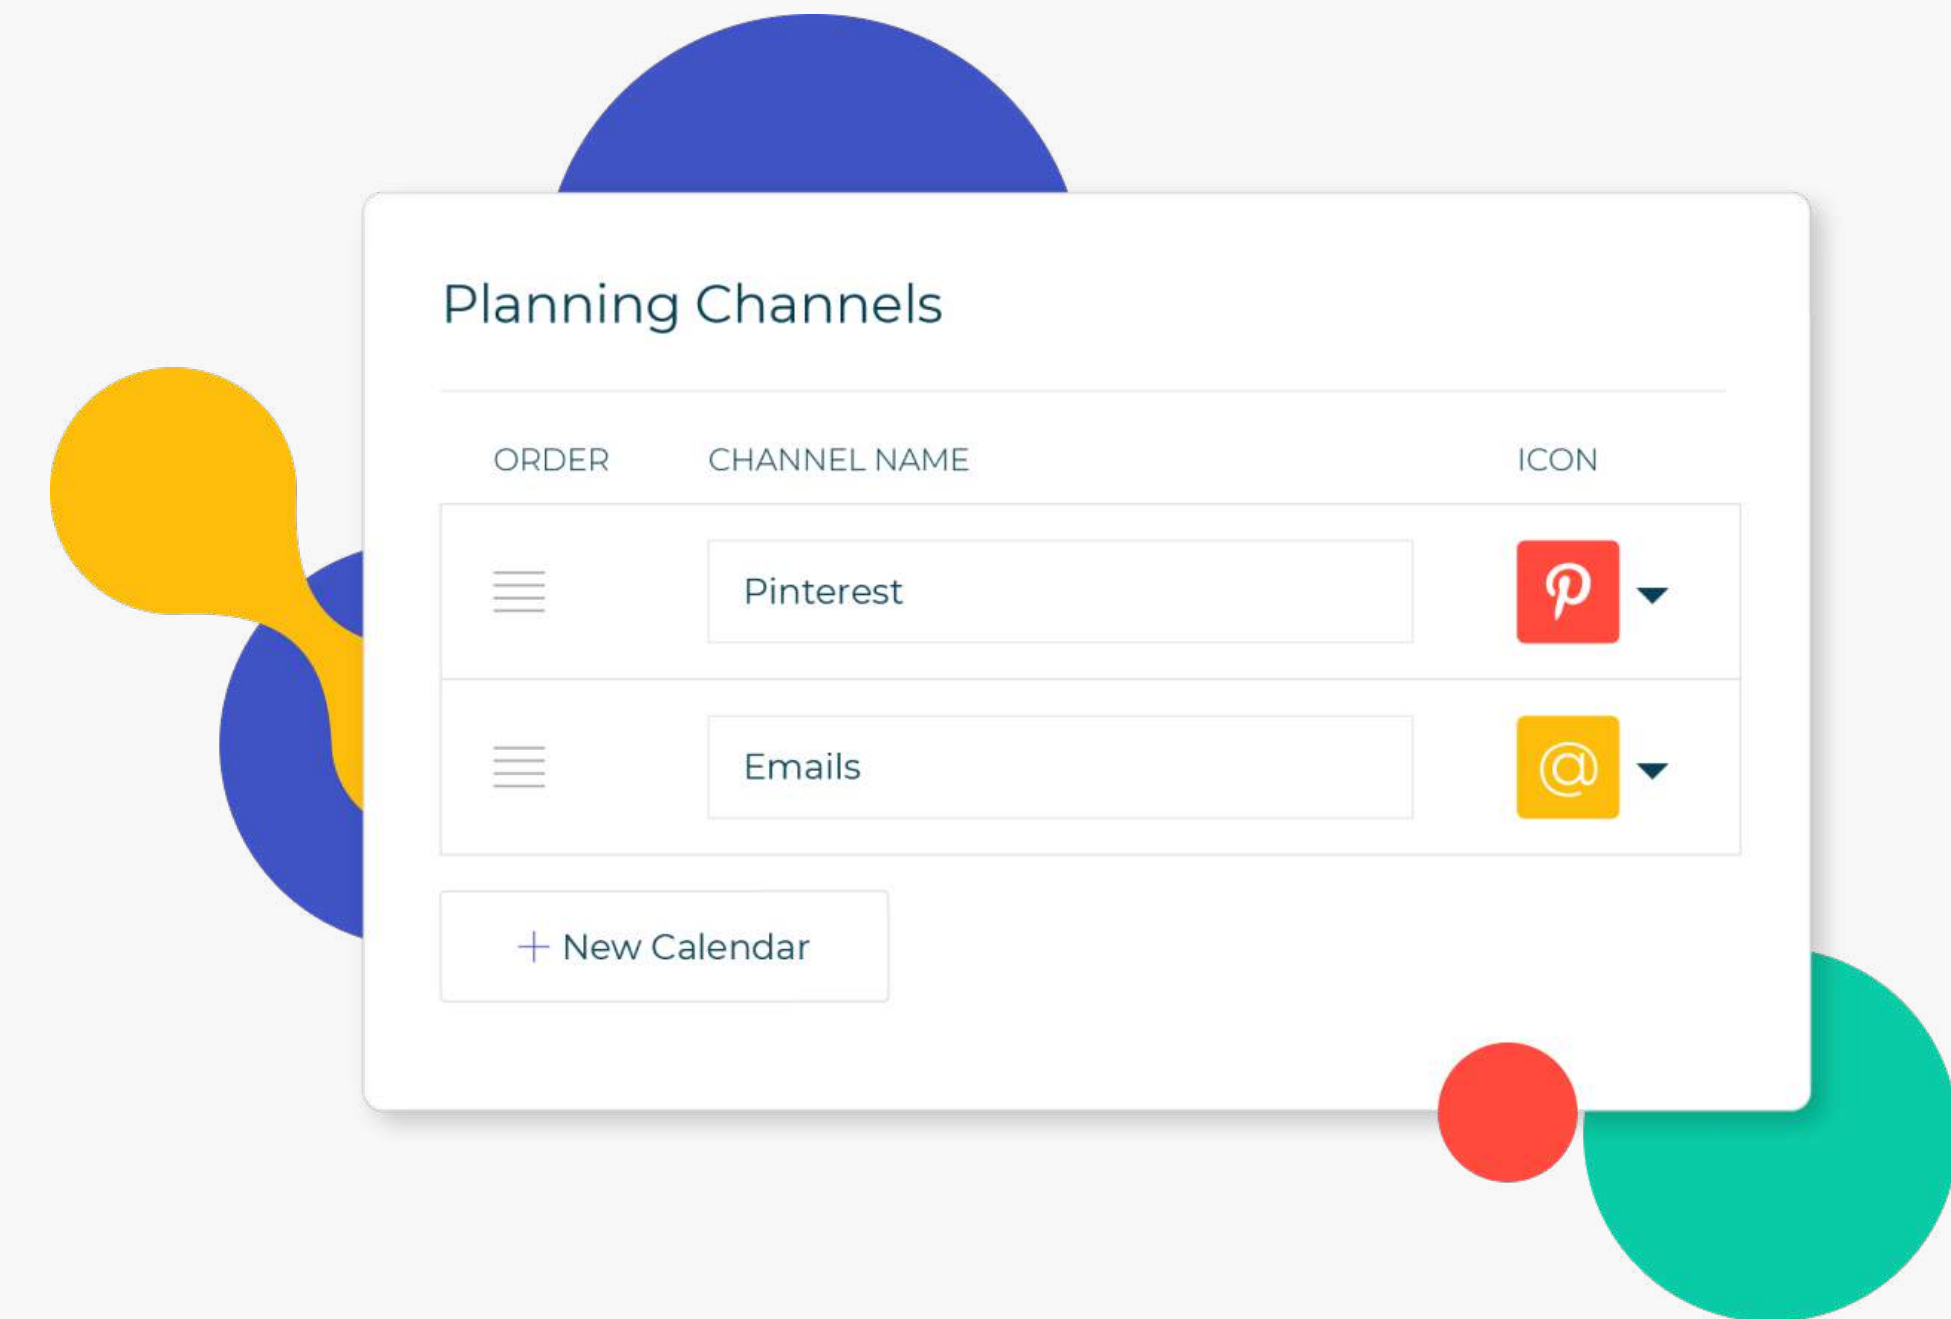 Planning Channels
ORDER CHANNEL NAME ICON
Pinterest
Emails @
+ New Calendar